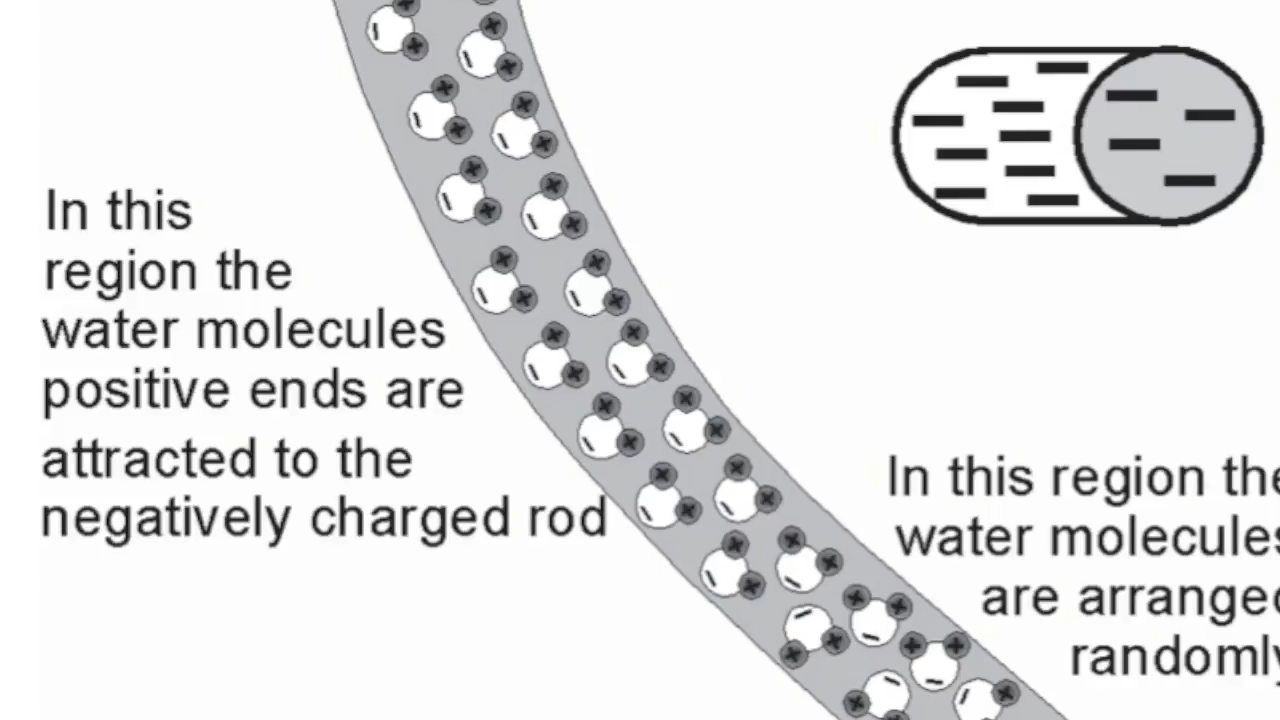 In this
region the
water molecules
positive ends are
attracted to the
negatively charged rod
In this region the
water molecules
are arranged
randomly